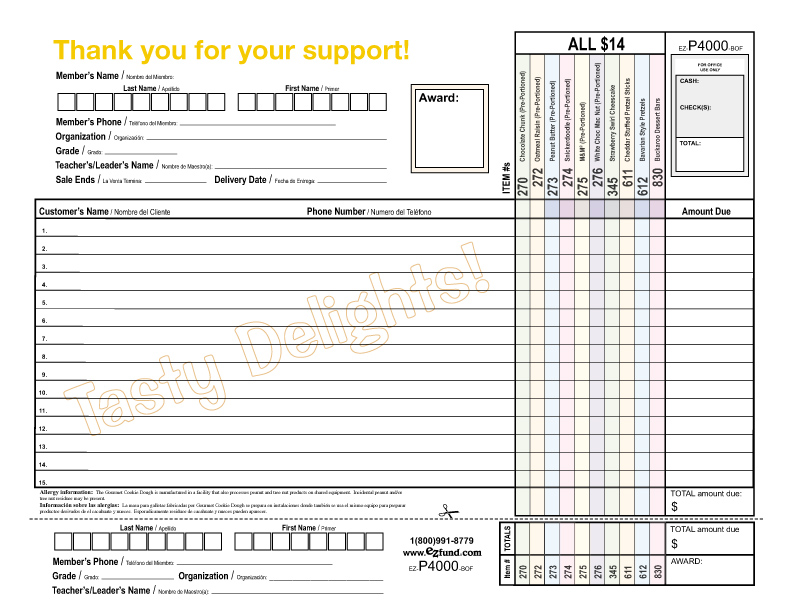 Thank you for your support!
ALL $14
EZ-P4000-BOF
Member's Name / Nombre del Miembro:
Last Name / Apellido
First Name / Primer
Member's Phone / Teléfono del Miembro:
Organization / Organización:
Grade / Grado:
Teacher's/Leader's Name / Nombre de Maestro(a):
Sale Ends / La Venta Termina:
Delivery Date / Fecha de Entrega:
Award:
ITEM #s
270 Chocolate Chunk (Pre-Portioned)
272 Oatmeal Raisin (Pre-Portioned)
273 Peanut Butter (Pre-Portioned)
274 Snickerdoodle (Pre-Portioned)
275 M&M® (Pre-Portioned)
276 White Choc Mac Nut (Pre-Portioned)
345 Strawberry Swirl Cheesecake
611 Cheddar Stuffed Pretzel Sticks
612 Bavarian Style Pretzels
830 Buckaroo Dessert Bars
FOR OFFICE
USE ONLY
CASH:
CHECK(S):
TOTAL:
Customer's Name / Nombre del Cliente
Phone Number / Numero del Teléfono
Amount Due
1.
2.
3.
4.
5.
6.
7.
8.
9.
10.
11.
12.
13.
14.
15.
Tasty Delights!
Allergy information: The Gourmet Cookie Dough is manufactured in a facility that also processes peanut and tree nut products on shared equipment. Incidental peanut and/or
tree nut residue may be present.
Información sobre las alergias: La masa para galletas fabricadas por Gourmet Cookie Dough se prepara en instalaciones donde también se usa el mismo equipo para preparar
productos derivados de el cacahuate y nueces. Esporadicamente residuos de cacahuate y nueces pueden aparecer.
TOTAL amount due:
$
Last Name / Apellido
First Name / Primer
Member's Phone / Teléfono del Miembro:
Grade / Grado:
Organization / Organización:
Teacher's/Leader's Name / Nombre de Maestro(a):
1(800)991-8779
www.ezfund.com
EZ-P4000-BOF
TOTALS
Item #
270
272
273
274
275
276
345
611
612
830
TOTAL amount due
$
AWARD: